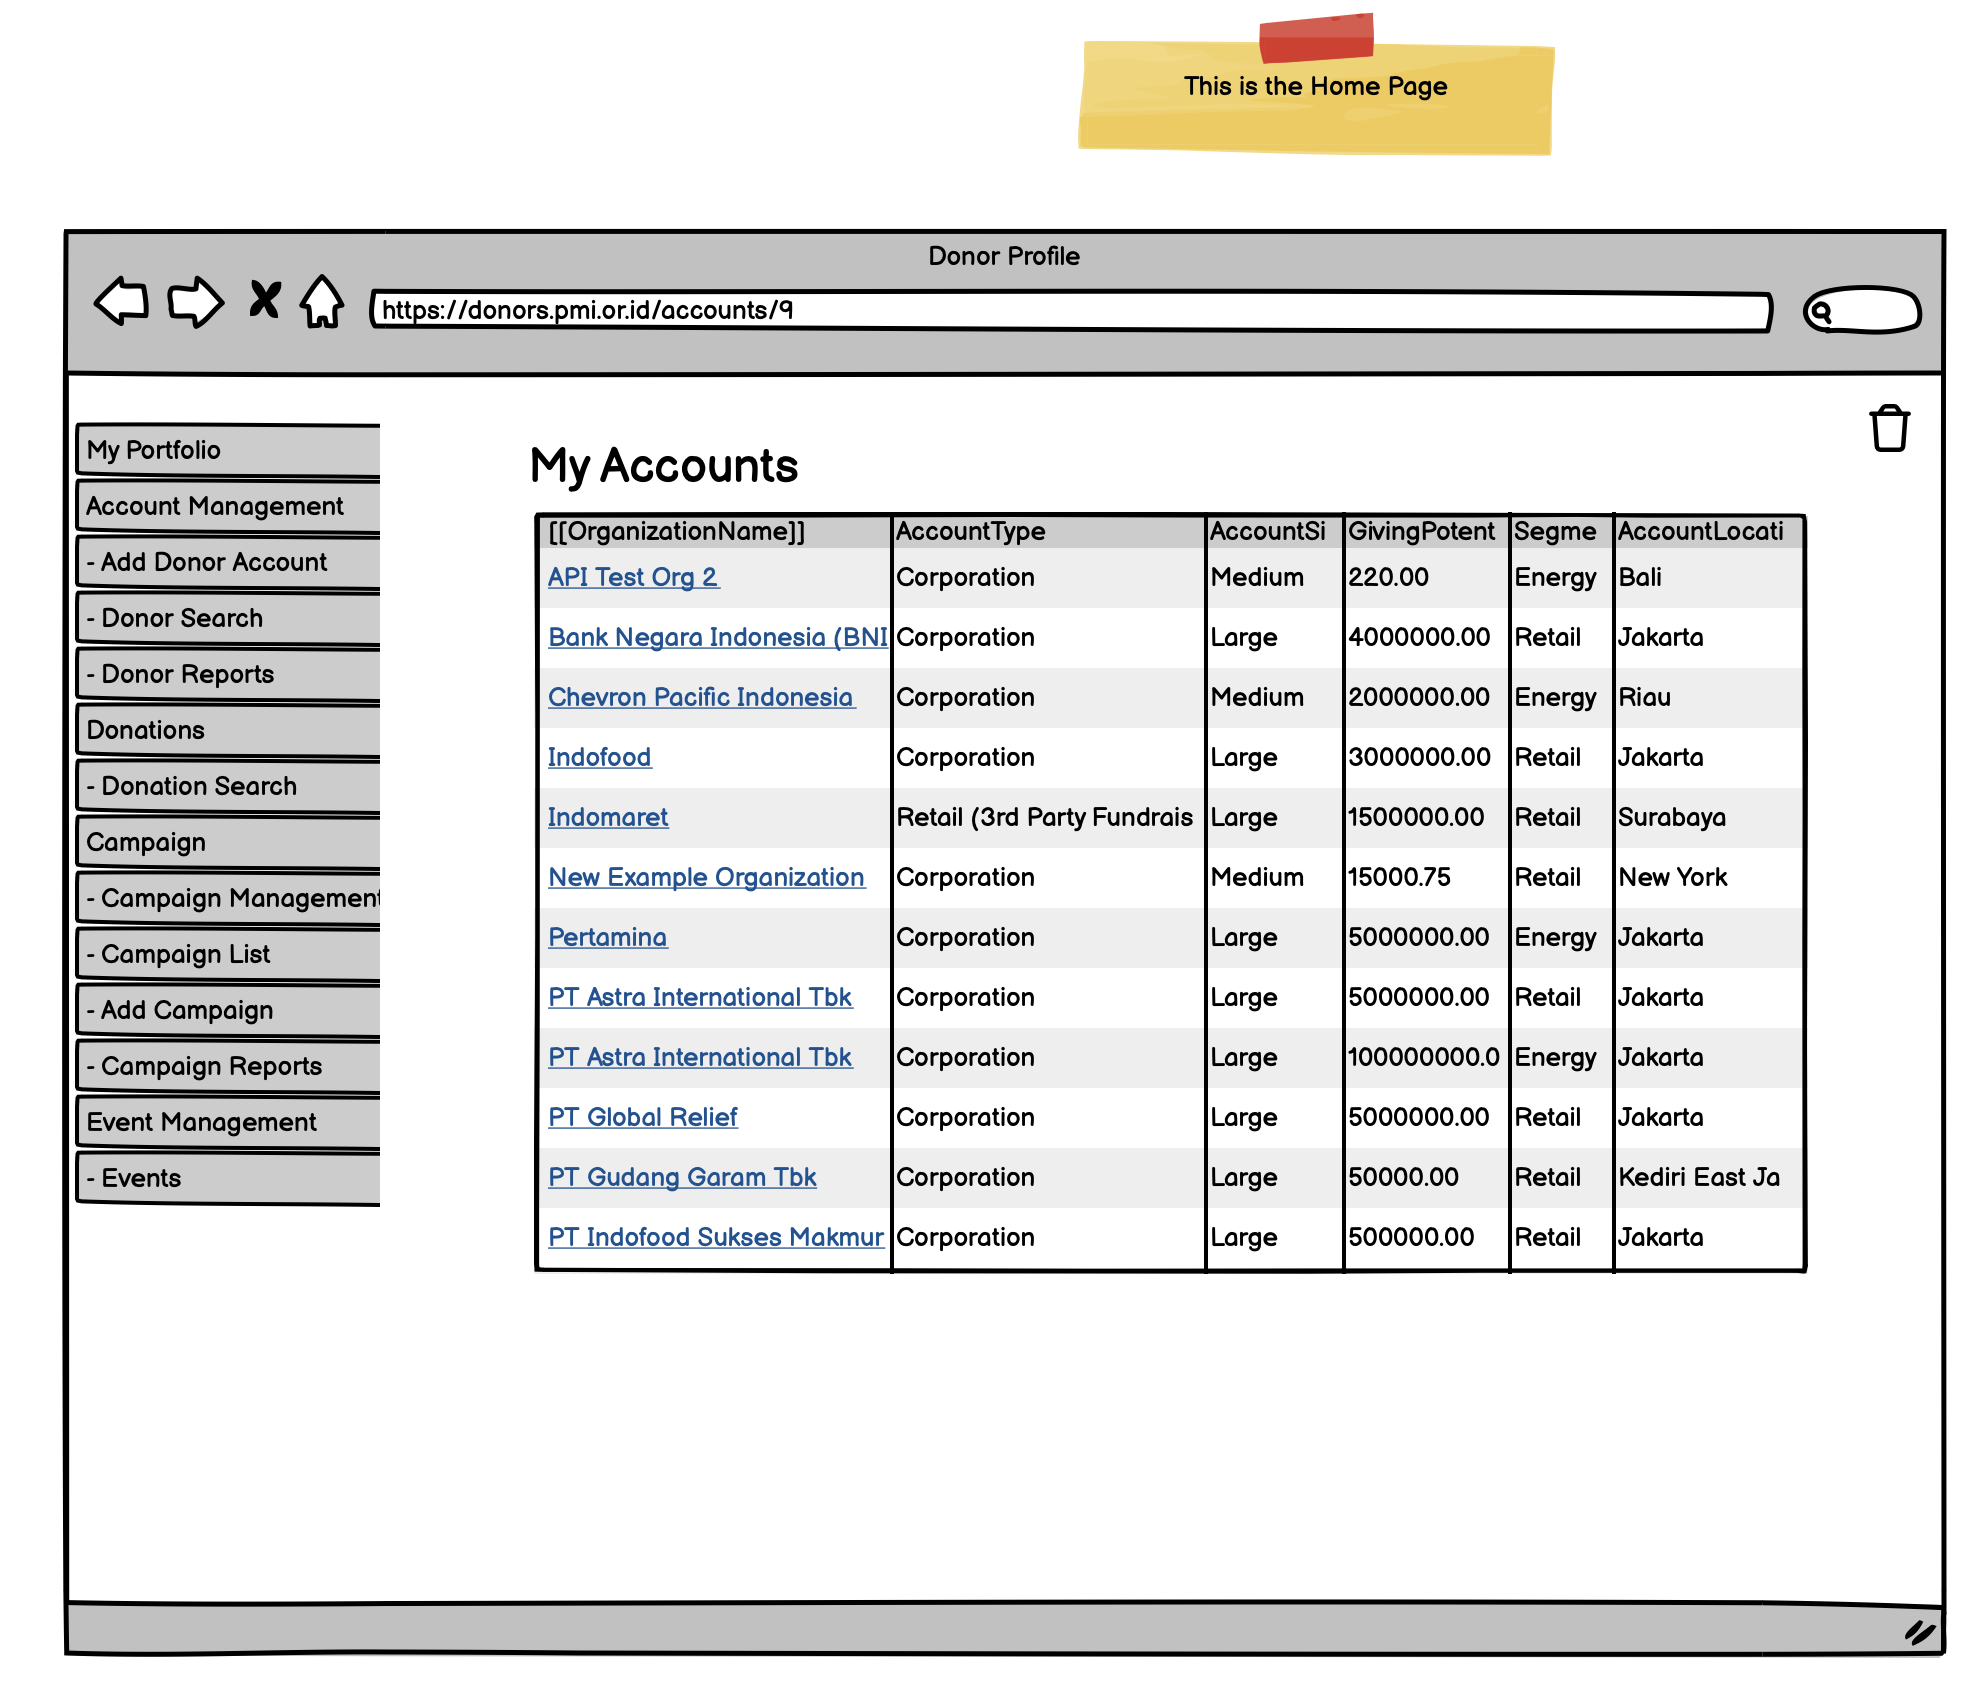 This is the Home Page
Donor Profile
https://donors.pmi.or.id/accounts/9
My Portfolio
Account Management
- Add Donor Account
- Donor Search
- Donor Reports
Donations
- Donation Search
Campaign
- Campaign Management
- Campaign List
- Add Campaign
- Campaign Reports
Event Management
- Events
My Accounts
[[OrganizationName]] AccountType AccountSi GivingPotent Segme AccountLocati
API Test Org 2 Corporation Medium 220.00 Energy Bali
Bank Negara Indonesia (BNI Corporation Large 4000000.00 Retail Jakarta
Chevron Pacific Indonesia Corporation Medium 2000000.00 Energy Riau
Indofood Corporation Large 3000000.00 Retail Jakarta
Indomaret Retail (3rd Party Fundrais Large 1500000.00 Retail Surabaya
New Example Organization Corporation Medium 15000.75 Retail New York
Pertamina Corporation Large 5000000.00 Energy Jakarta
PT Astra International Tbk Corporation Large 5000000.00 Retail Jakarta
PT Astra International Tbk Corporation Large 100000000.0 Energy Jakarta
PT Global Relief Corporation Large 5000000.00 Retail Jakarta
PT Gudang Garam Tbk Corporation Large 50000.00 Retail Kediri East Ja
PT Indofood Sukses Makmur Corporation Large 500000.00 Retail Jakarta